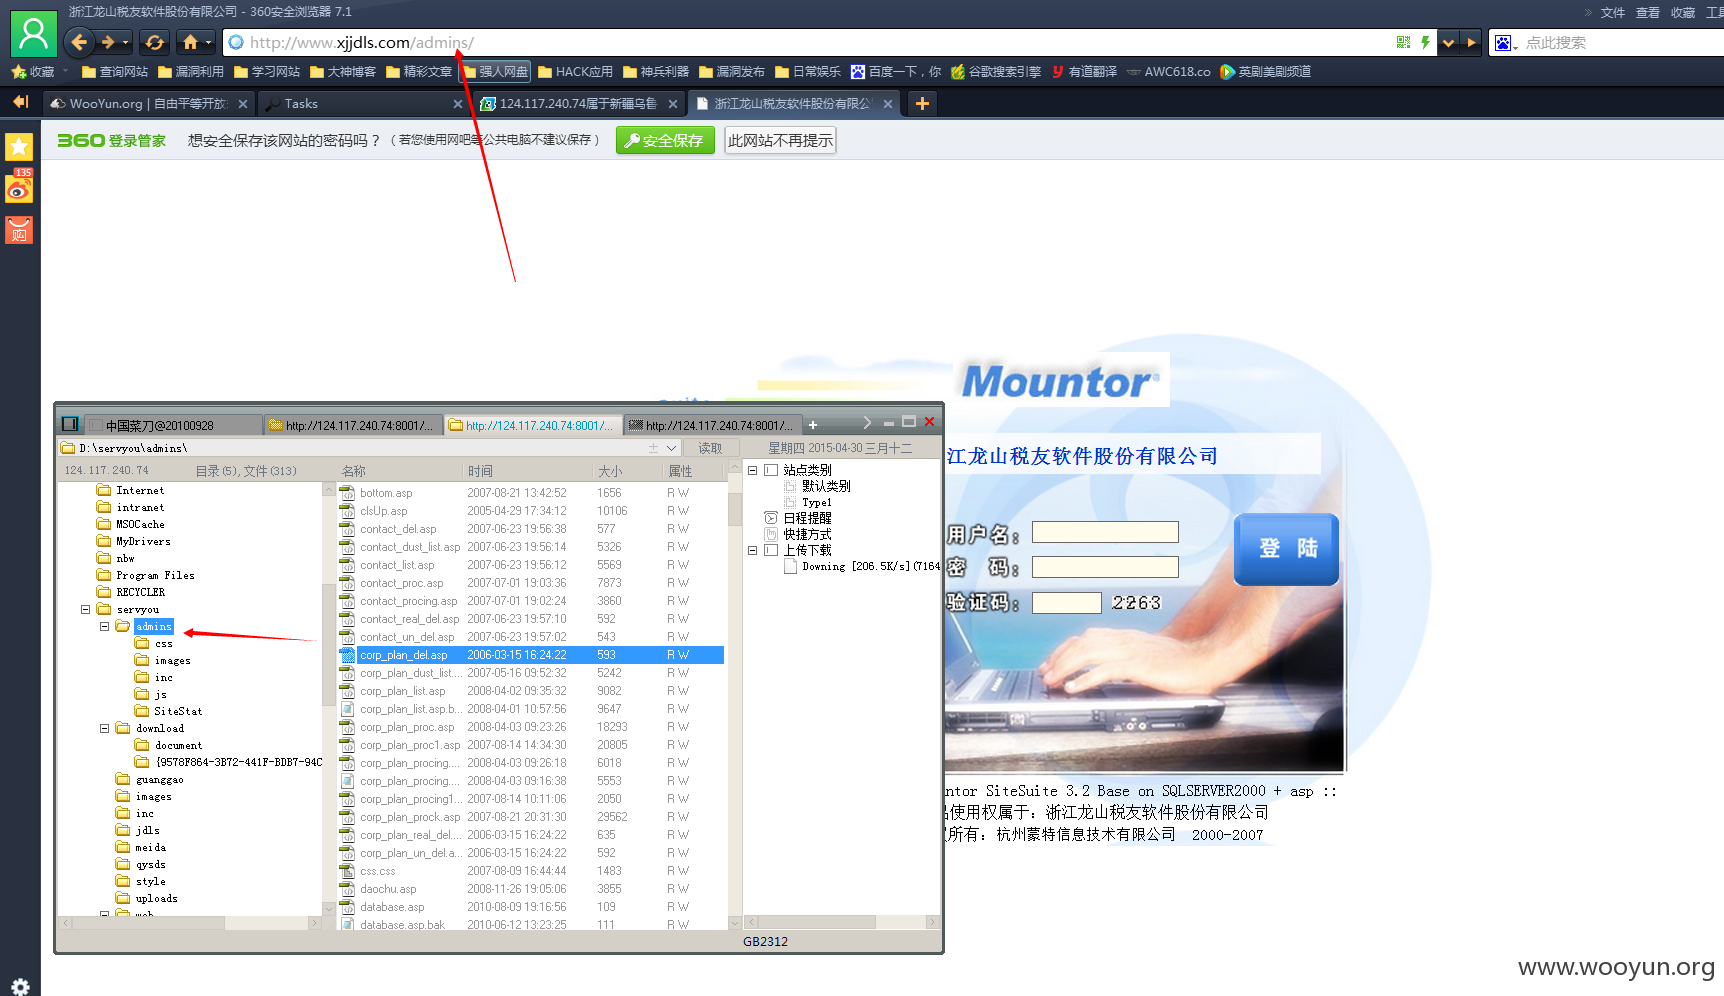 浙江龙山税友软件股份有限公司 - 360安全浏览器 7.1
» 文件 查看 收藏
http://www.xjjdls.com/admins/
点此搜索
收藏 查询网站 漏洞利用 学习网站 大神博客 精彩文章 强人网盘 HACK应用 神兵利器 漏洞发布 日常娱乐 百度一下，你 谷歌搜索引擎 有道翻译 AWC618.co 英剧美剧频道
WooYun.org | 自由平等开放 Tasks 124.117.240.74属于新疆乌鲁 浙江龙山税友软件股份有限公
360 登录管家 想安全保存该网站的密码吗？（若您使用网吧等公共电脑不建议保存） 安全保存 此网站不再提示
135
购
Mountor
江龙山税友软件股份有限公司
用户名：
密 码：
验证码： 2263
登 陆
ntor SiteSuite 3.2 Base on SQLSERVER2000 + asp ::
使用权属于：浙江龙山税友软件股份有限公司
所有：杭州蒙特信息技术有限公司 2000-2007
中国菜刀@20100928 http://124.117.240.74:8001/... http://124.117.240.74:8001/... http://124.117.240.74:8001/...
D:\servyou\admins\ 读取 星期四 2015-04-30 三月十二
124.117.240.74 目录(5),文件(313)
Internet
intranet
MSOCache
MyDrivers
nbw
Program Files
RECYCLER
servyou
admins
css
images
inc
js
SiteStat
download
document
{9578F864-3B72-441F-BDB7-94C
guanggao
images
inc
jdls
meida
qysds
style
uploads
web
名称 时间 大小 属性
bottom.asp 2007-08-21 13:42:52 1656 R W
clsUp.asp 2005-04-29 17:34:12 10106 R W
contact_del.asp 2007-06-23 19:56:38 577 R W
contact_dust_list.asp 2007-06-23 19:56:14 5326 R W
contact_list.asp 2007-06-23 19:56:12 5569 R W
contact_proc.asp 2007-07-01 19:03:36 7873 R W
contact_procing.asp 2007-07-01 19:02:24 3860 R W
contact_real_del.asp 2007-06-23 19:57:10 592 R W
contact_un_del.asp 2007-06-23 19:57:02 543 R W
corp_plan_del.asp 2006-03-15 16:24:22 593 R W
corp_plan_dust_list.... 2007-05-16 09:52:32 5242 R W
corp_plan_list.asp 2008-04-02 09:35:32 9082 R W
corp_plan_list.asp.b... 2008-04-01 10:57:56 9647 R W
corp_plan_proc.asp 2008-04-03 09:23:26 18293 R W
corp_plan_proc1.asp 2007-08-14 14:34:30 20805 R W
corp_plan_procing.... 2008-04-03 09:26:18 6018 R W
corp_plan_procing.... 2008-04-03 09:16:38 5553 R W
corp_plan_procing1... 2007-08-14 10:11:06 2050 R W
corp_plan_prock.asp 2007-08-21 20:31:30 29562 R W
corp_plan_real_del.... 2006-03-15 16:24:22 635 R W
corp_plan_un_del.a... 2006-03-15 16:24:22 592 R W
css.css 2007-08-09 16:44:44 1483 R W
daochu.asp 2008-11-26 19:05:06 3855 R W
database.asp 2010-08-09 19:16:56 109 R W
database.asp.bak 2010-06-12 13:23:25 111 R W
站点类别
默认类别
Type1
日程提醒
快捷方式
上传下载
Downing [206.5K/s](7164
GB2312
www.wooyun.org